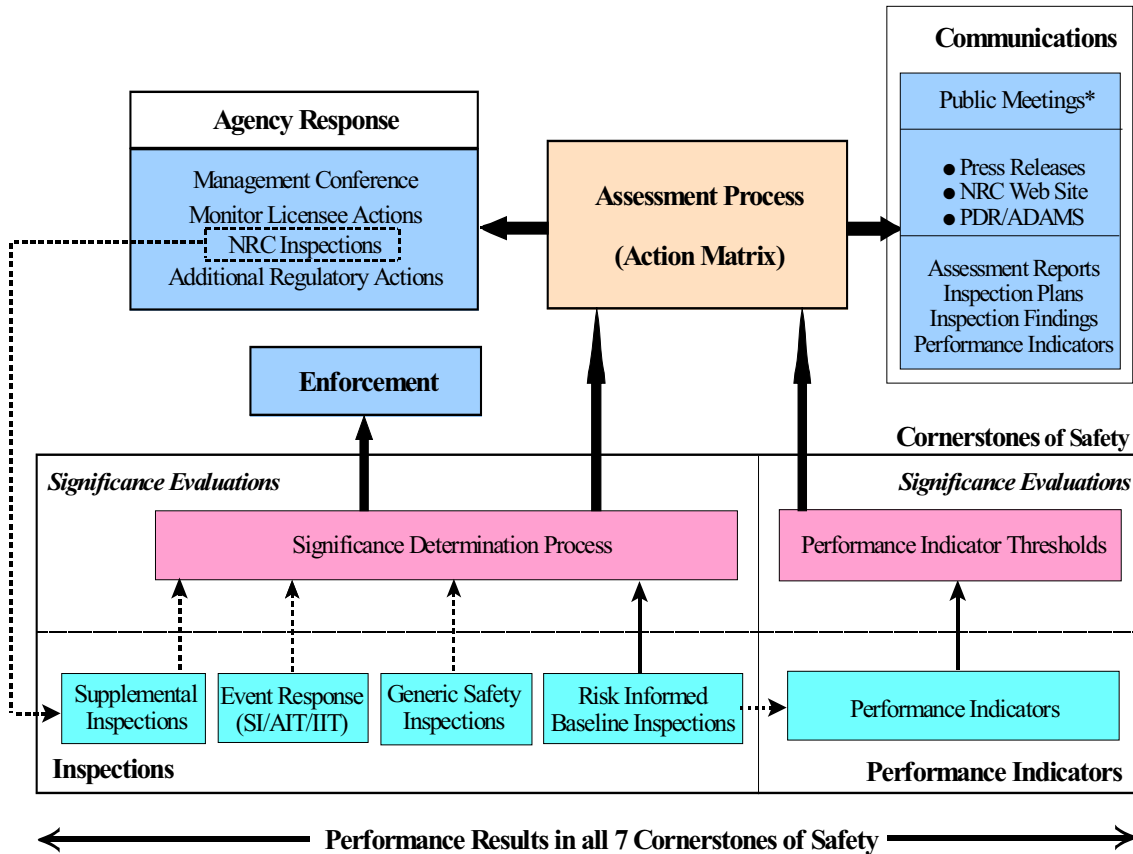 Communications
Public Meetings*
● Press Releases
● NRC Web Site
● PDR/ADAMS
Assessment Reports
Inspection Plans
Inspection Findings
Performance Indicators
Agency Response
Management Conference
Monitor Licensee Actions
NRC Inspections
Additional Regulatory Actions
Assessment Process
(Action Matrix)
Enforcement
Cornerstones of Safety
Significance Evaluations
Significance Evaluations
Significance Determination Process
Performance Indicator Thresholds
Supplemental
Inspections
Event Response
(SI/AIT/IIT)
Generic Safety
Inspections
Risk Informed
Baseline Inspections
Performance Indicators
Inspections
Performance Indicators
Performance Results in all 7 Cornerstones of Safety